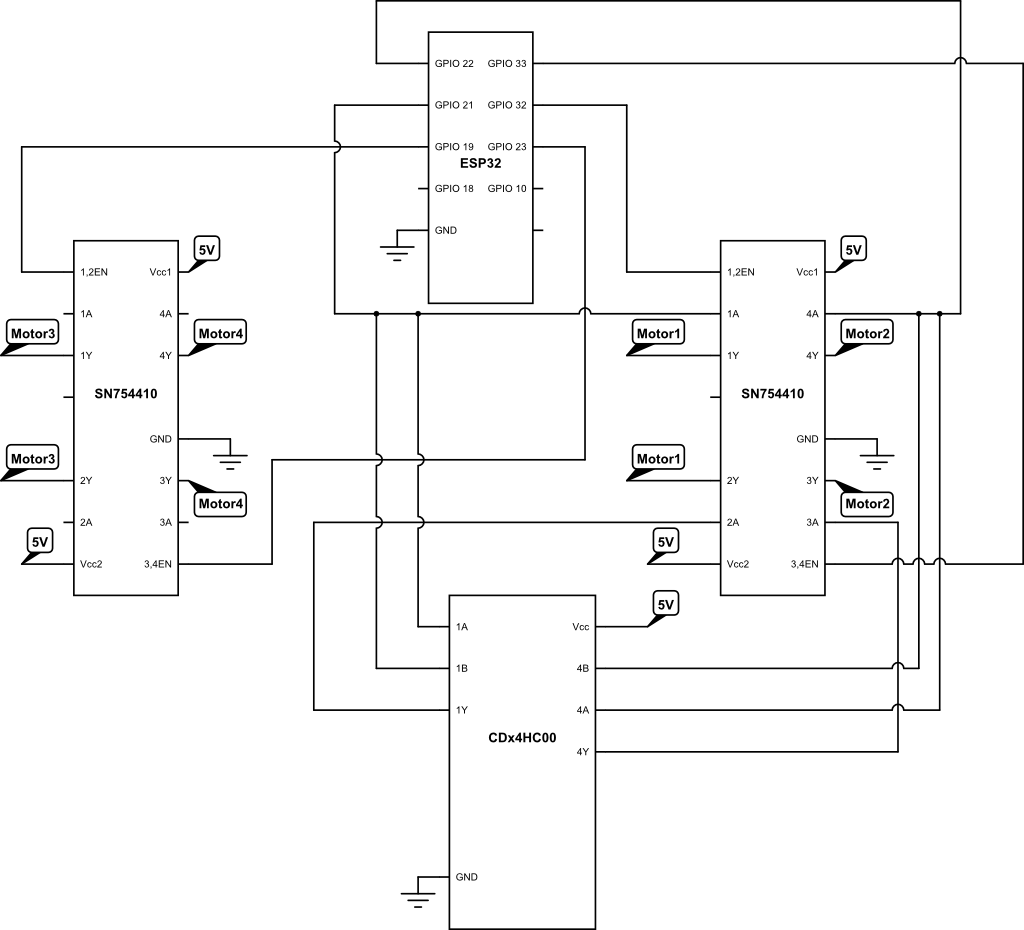 GPIO 22 GPIO 33
GPIO 21 GPIO 32
GPIO 19 GPIO 23
ESP32
GPIO 18 GPIO 10
GND
5V
1,2EN Vcc1
1A 4A
Motor3 Motor4
1Y 4Y
SN754410
GND
Motor3
2Y 3Y
Motor4
2A 3A
5V
Vcc2 3,4EN
5V
1,2EN Vcc1
1A 4A
Motor1 Motor2
1Y 4Y
SN754410
GND
Motor1
2Y 3Y
Motor2
2A 3A
5V
Vcc2 3,4EN
5V
1A Vcc
1B 4B
1Y 4A
CDx4HC00
4Y
GND